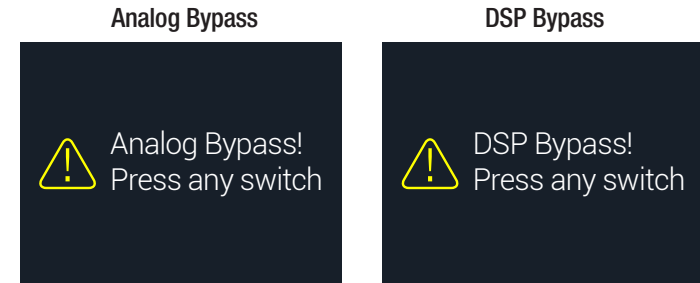 Analog Bypass
Analog Bypass!
Press any switch
DSP Bypass
DSP Bypass!
Press any switch